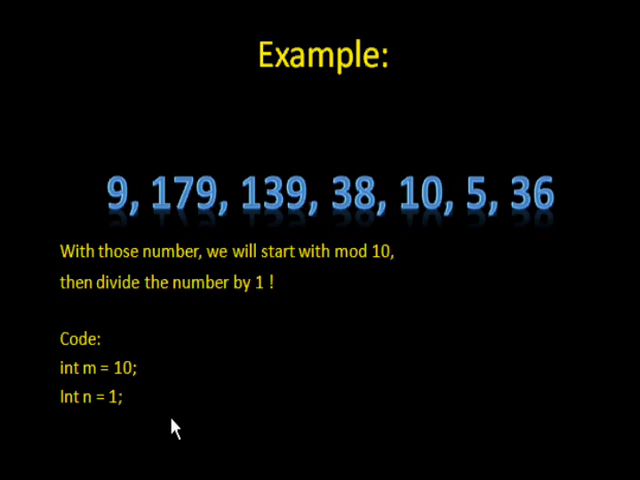 Example:
9, 179, 139, 38, 10, 5, 36
With those number, we will start with mod 10,
then divide the number by 1 !
Code:
int m = 10;
Int n = 1;